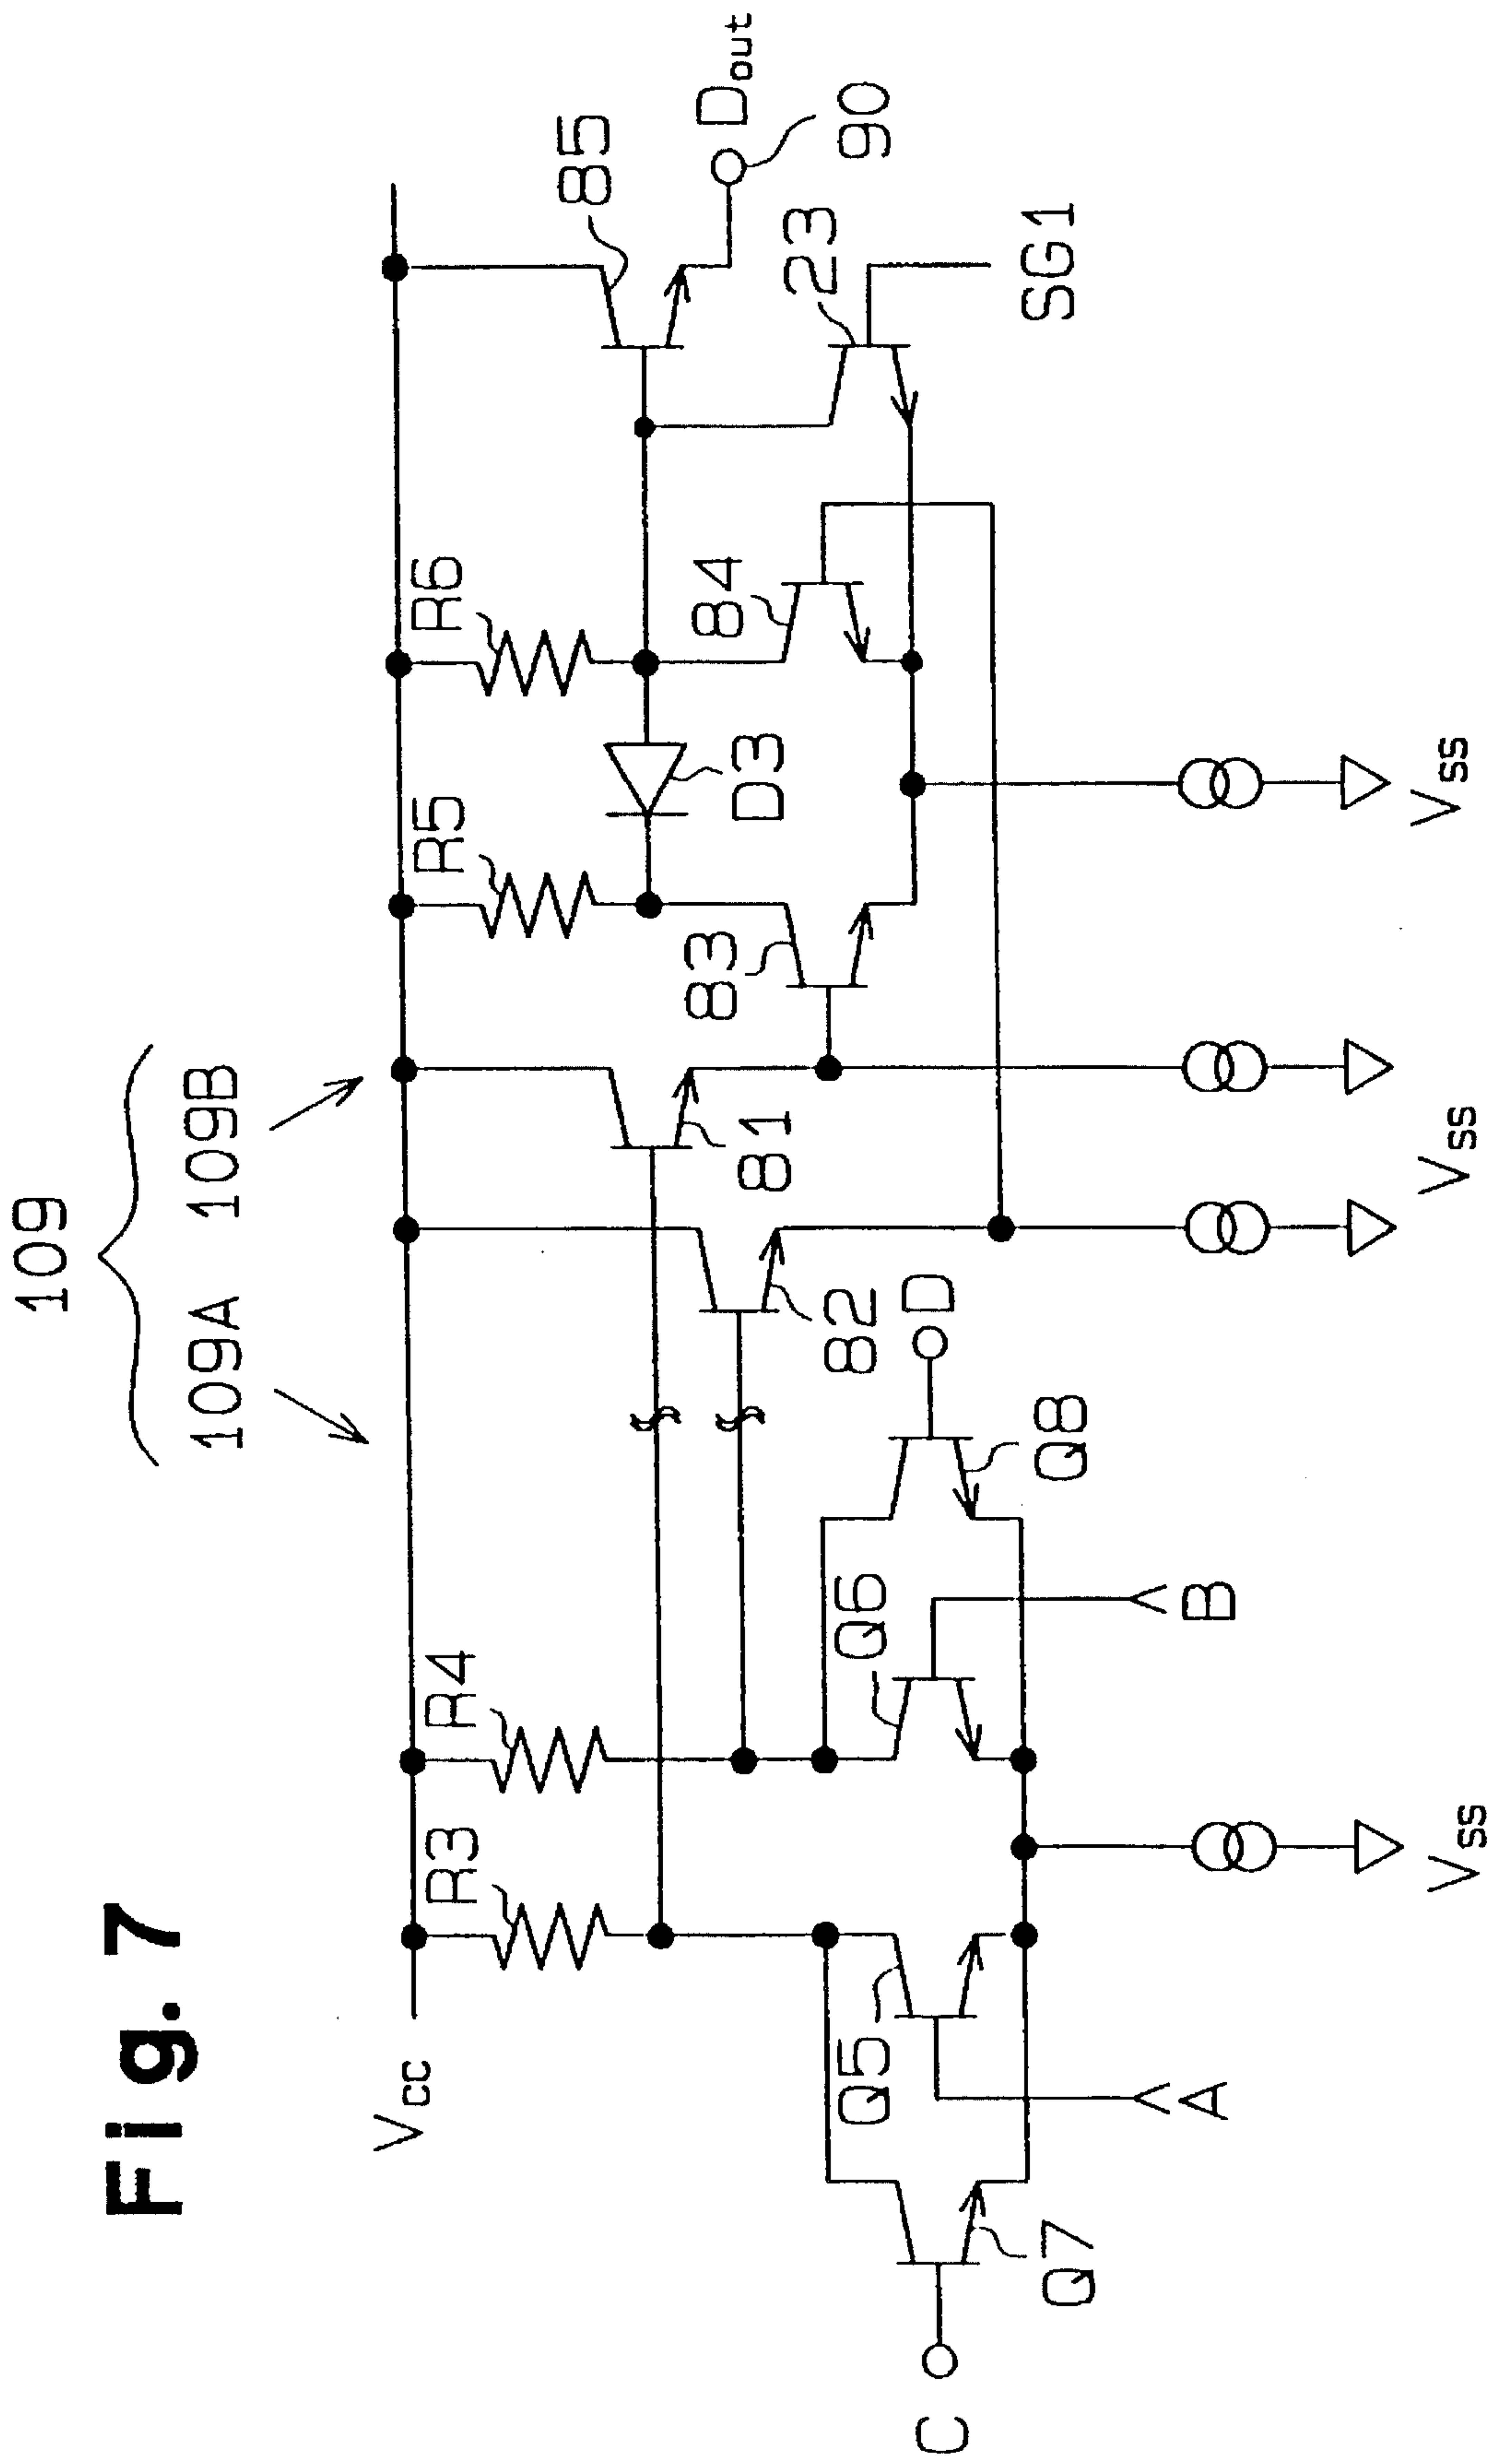 Fig. 7
109
109A
109B
Vcc
R3
R4
R5
R6
85
Dout
90
D3
81
82
83
84
23
SG1
C
Q7
Q5
A
Q6
B
Q8
D
Vss
Vss
Vss